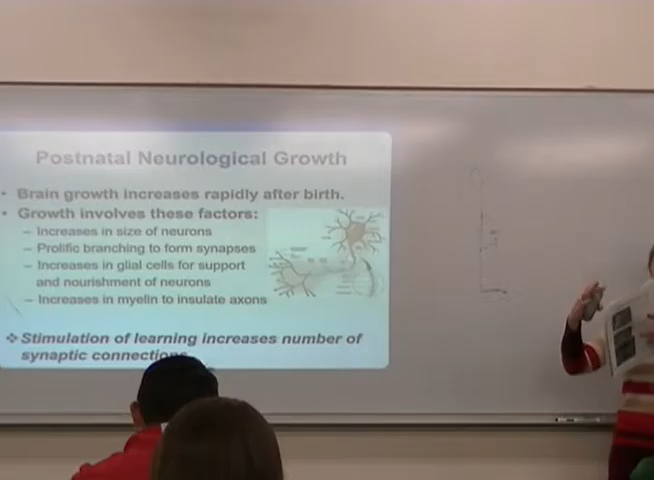 Postnatal Neurological Growth
• Brain growth increases rapidly after birth.
• Growth involves these factors:
– Increases in size of neurons
– Prolific branching to form synapses
– Increases in glial cells for support
and nourishment of neurons
– Increases in myelin to insulate axons
❖ Stimulation of learning increases number of
synaptic connections